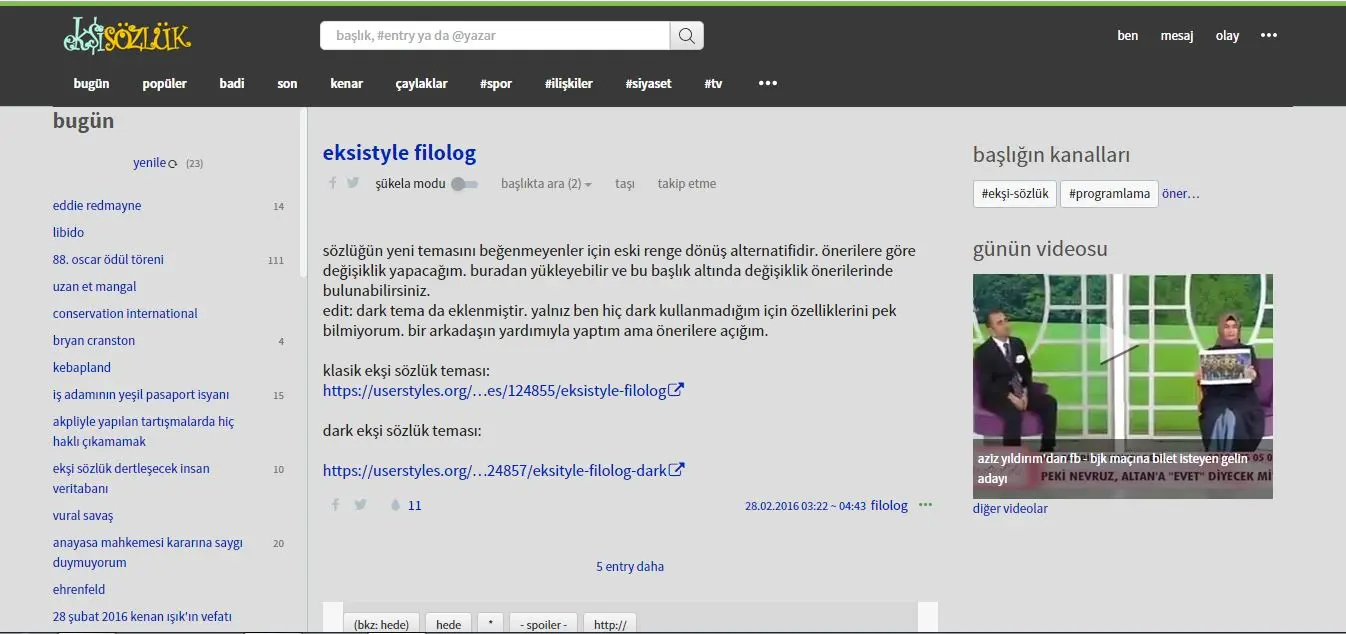 ekşi sözlük
başlık, #entry ya da @yazar
ben mesaj olay •••
bugün popüler badi son kenar çaylaklar #spor #ilişkiler #siyaset #tv •••
bugün
yenile (23)
eddie redmayne 14
libido
88. oscar ödül töreni 111
uzan et mangal
conservation international
bryan cranston 4
kebapland
iş adamının yeşil pasaport isyanı 15
akpliyle yapılan tartışmalarda hiç
haklı çıkamamak
ekşi sözlük dertleşecek insan 10
veritabanı
vural savaş
anayasa mahkemesi kararına saygı 20
duymuyorum
ehrenfeld
28 şubat 2016 kenan ışık'ın vefatı
eksistyle filolog
şükela modu başlıkta ara (2) taşı takip etme
sözlüğün yeni temasını beğenmeyenler için eski renge dönüş alternatifidir. önerilere göre
değişiklik yapacağım. buradan yükleyebilir ve bu başlık altında değişiklik önerilerinde
bulunabilirsiniz.
edit: dark tema da eklenmiştir. yalnız ben hiç dark kullanmadığım için özelliklerini pek
bilmiyorum. bir arkadaşın yardımıyla yaptım ama önerilere açığım.
klasik ekşi sözlük teması:
https://userstyles.org/…es/124855/eksistyle-filolog
dark ekşi sözlük teması:
https://userstyles.org/…24857/eksityle-filolog-dark
11 28.02.2016 03:22 ~ 04:43 filolog •••
5 entry daha
(bkz: hede) hede * - spoiler - http://
başlığın kanalları
#ekşi-sözlük #programlama öner…
günün videosu
aziz yıldırım'dan fb - bjk maçına bilet isteyen gelin
adayı
PEKİ NEVRUZ, ALTAN'A "EVET" DİYECEK Mİ
diğer videolar